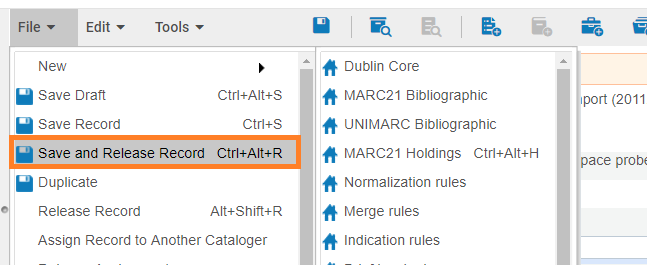 File Edit Tools
New
Save Draft Ctrl+Alt+S
Save Record Ctrl+S
Save and Release Record Ctrl+Alt+R
Duplicate
Release Record Alt+Shift+R
Assign Record to Another Cataloger
Dublin Core
MARC21 Bibliographic
UNIMARC Bibliographic
MARC21 Holdings Ctrl+Alt+H
Normalization rules
Merge rules
Indication rules
port (2011
pace probe